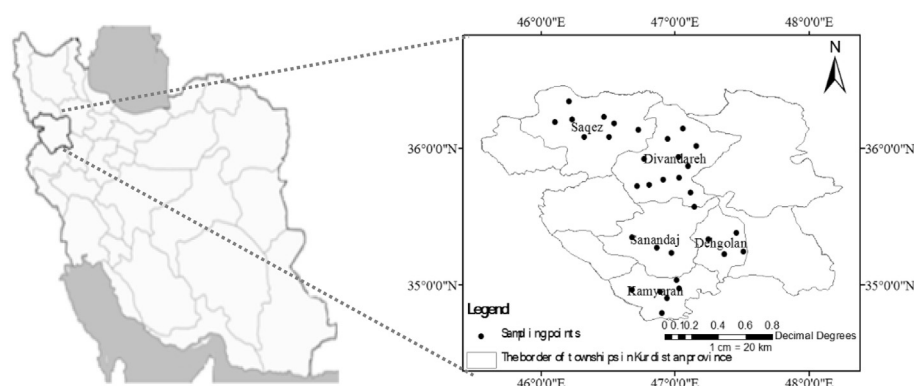 46°0'0"E 47°0'0"E 48°0'0"E
N
Saqez
36°0'0"N 36°0'0"N
Divandareh
Sanandaj Dehgolan
35°0'0"N 35°0'0"N
Kamyaran
Legend
Sampling points
0 0.1 0.2 0.4 0.6 0.8
Decimal Degrees
1 cm = 20 km
The border of townships in Kurdistan province
46°0'0"E 47°0'0"E 48°0'0"E